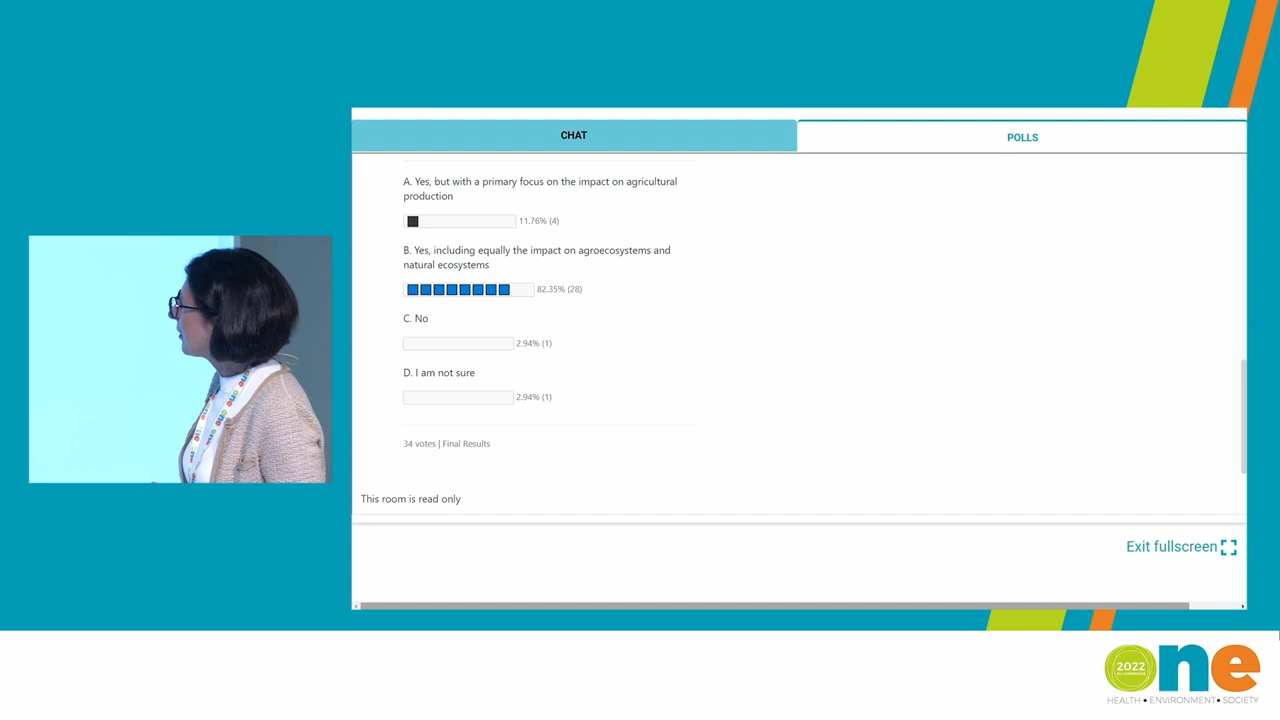 CHAT
POLLS
A. Yes, but with a primary focus on the impact on agricultural
production
11.76% (4)
B. Yes, including equally the impact on agroecosystems and
natural ecosystems
82.35% (28)
C. No
2.94% (1)
D. I am not sure
2.94% (1)
34 votes | Final Results
This room is read only
Exit fullscreen
2022
one
HEALTH • ENVIRONMENT • SOCIETY